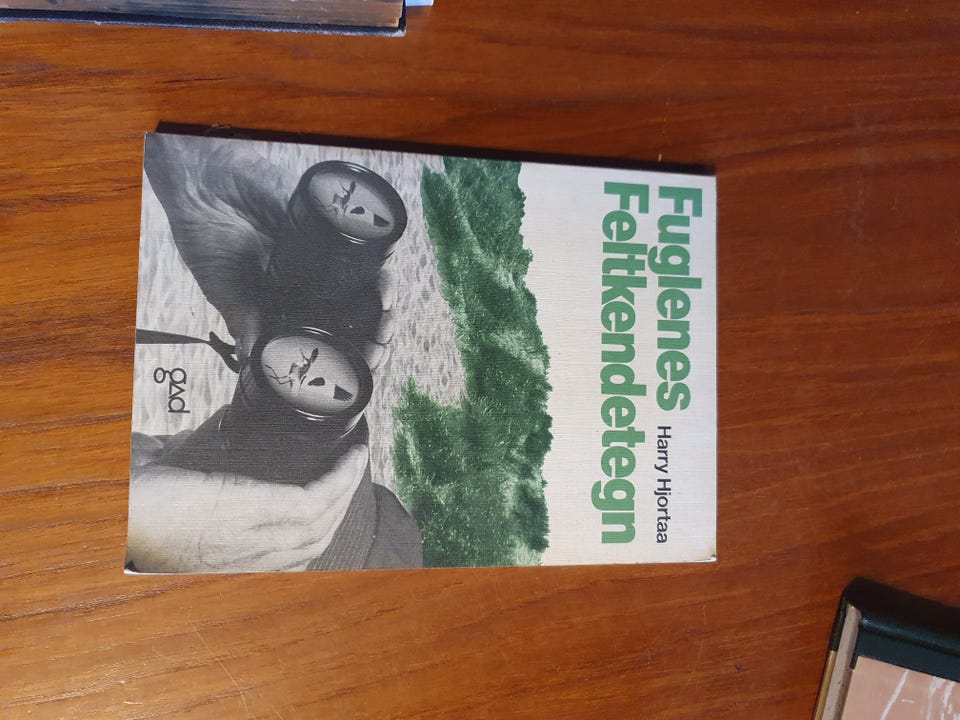 Fuglenes
Harry Hjortaa
Feltkendetegn
gad